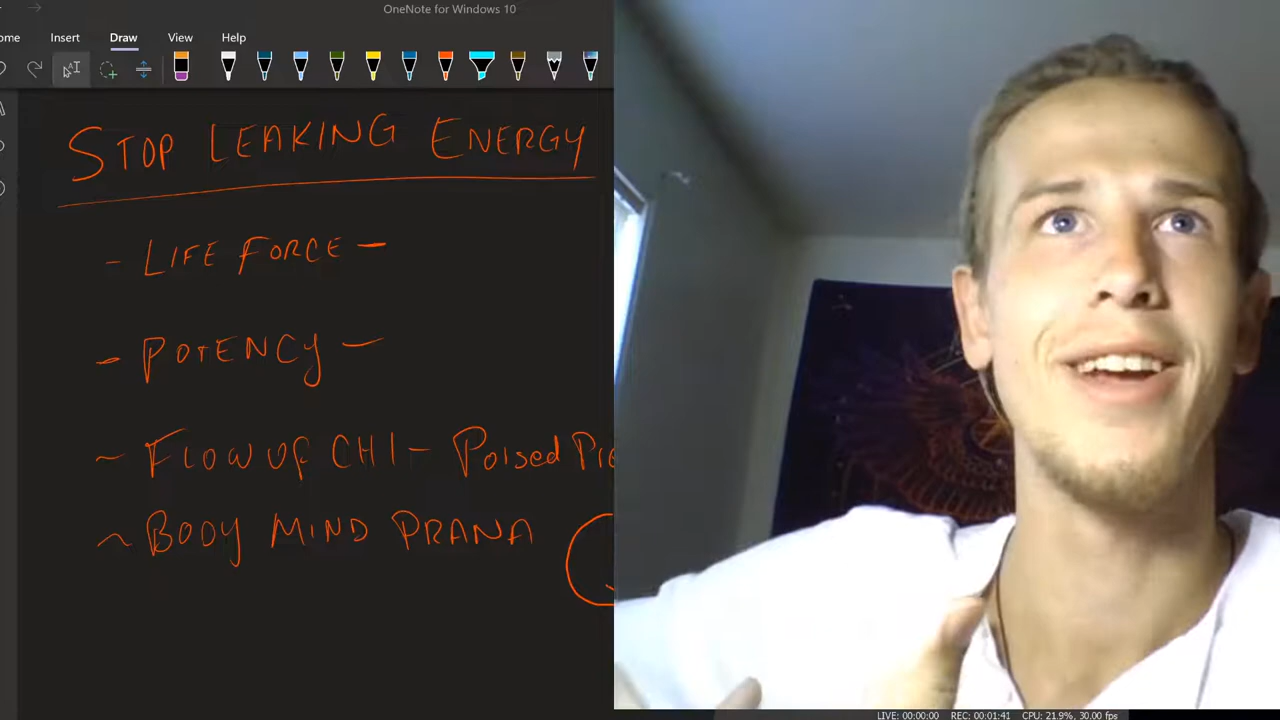 OneNote for Windows 10
Insert Draw View Help
STOP LEAKING ENERGY
- LIFE FORCE -
- POTENCY -
~ FLOW OF CHI - Poised
~ BODY MIND PRANA
LIVE: 00:00:00 REC: 00:01:41 CPU: 21.9%, 30.00 fps